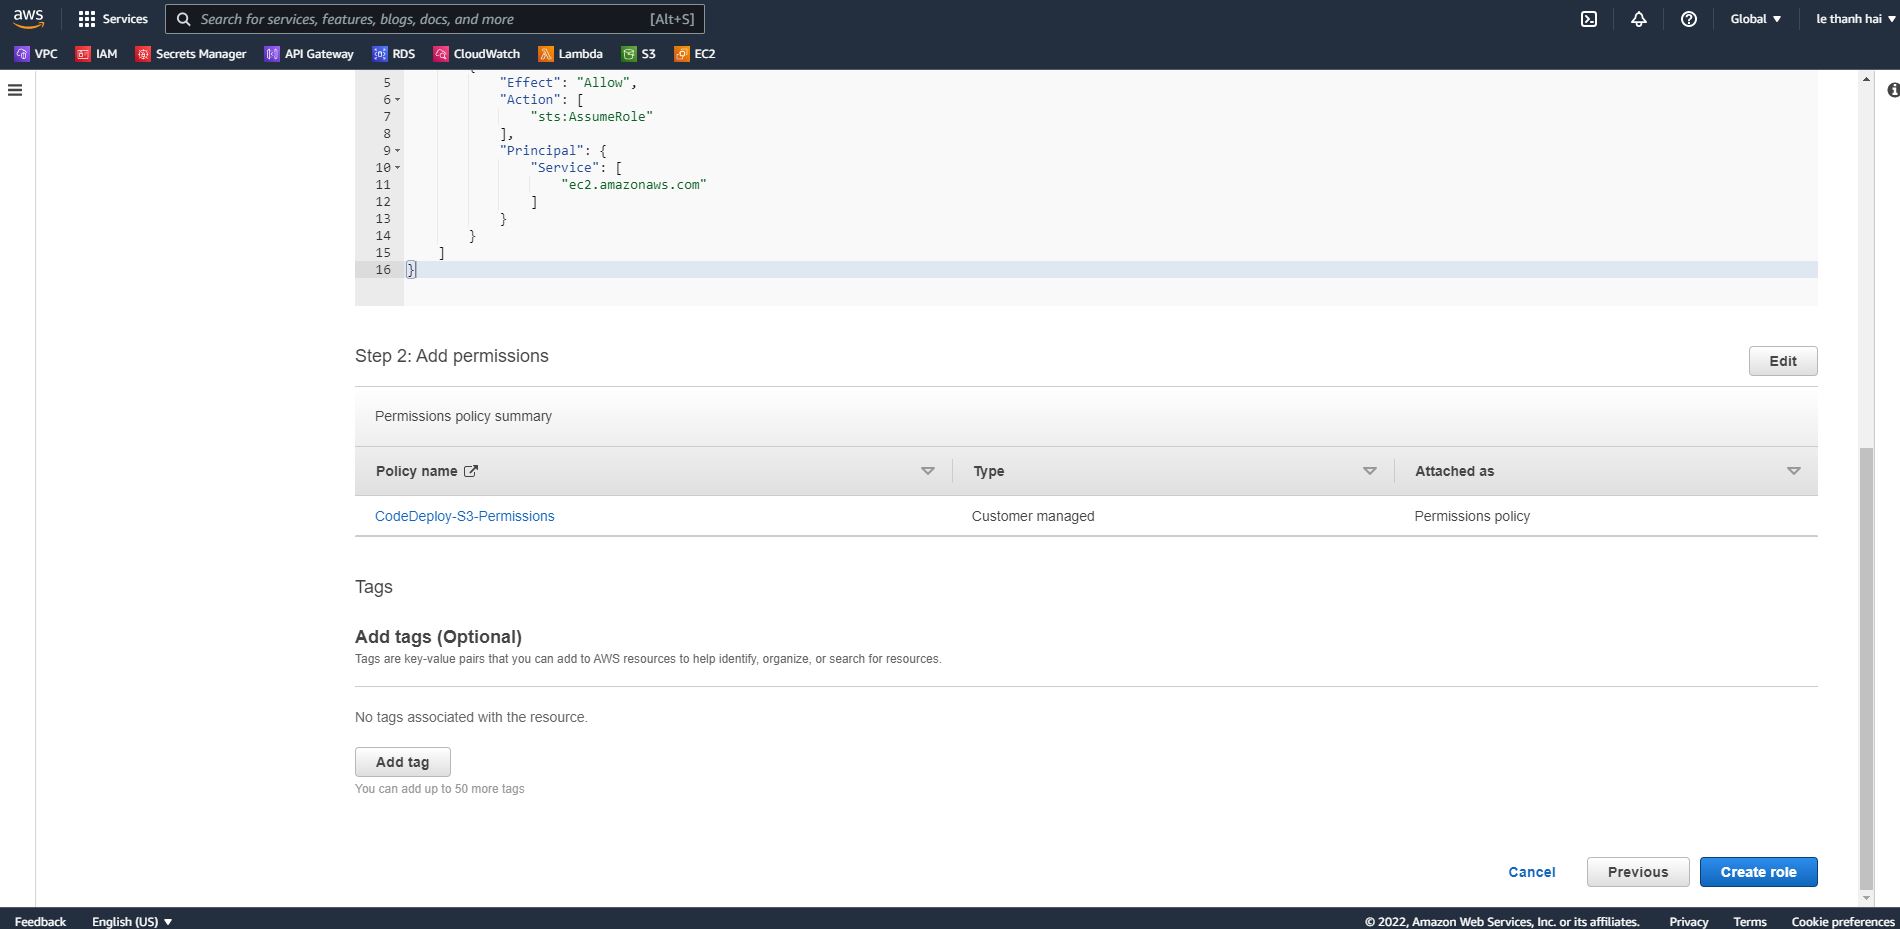 aws
Services
Search for services, features, blogs, docs, and more [Alt+S]
Global ▼
le thanh hai ▼
VPC IAM Secrets Manager API Gateway RDS CloudWatch Lambda S3 EC2
5 "Effect": "Allow",
6 "Action": [
7 "sts:AssumeRole"
8 ],
9 "Principal": {
10 "Service": [
11 "ec2.amazonaws.com"
12 ]
13 }
14 }
15 ]
16 }
Step 2: Add permissions
Edit
Permissions policy summary
Policy name Type Attached as
CodeDeploy-S3-Permissions Customer managed Permissions policy
Tags
Add tags (Optional)
Tags are key-value pairs that you can add to AWS resources to help identify, organize, or search for resources.
No tags associated with the resource.
Add tag
You can add up to 50 more tags
Cancel Previous Create role
Feedback English (US) ▼ © 2022, Amazon Web Services, Inc. or its affiliates. Privacy Terms Cookie preferences